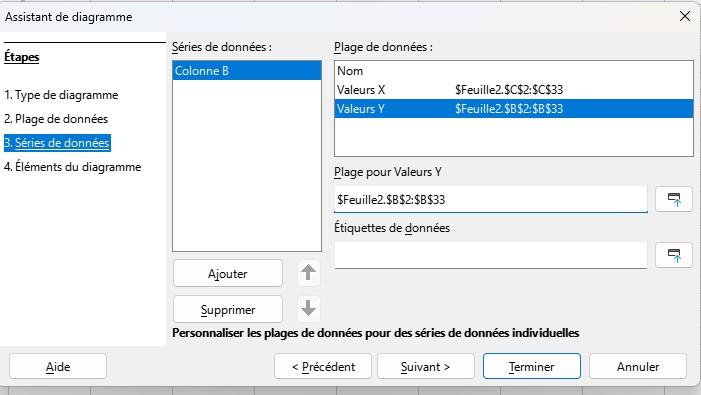 Assistant de diagramme
Étapes
1. Type de diagramme
2. Plage de données
3. Séries de données
4. Éléments du diagramme
Séries de données :
Colonne B
Ajouter
Supprimer
Plage de données :
Nom
Valeurs X $Feuille2.$C$2:$C$33
Valeurs Y $Feuille2.$B$2:$B$33
Plage pour Valeurs Y
$Feuille2.$B$2:$B$33
Étiquettes de données
Personnaliser les plages de données pour des séries de données individuelles
Aide
< Précédent
Suivant >
Terminer
Annuler